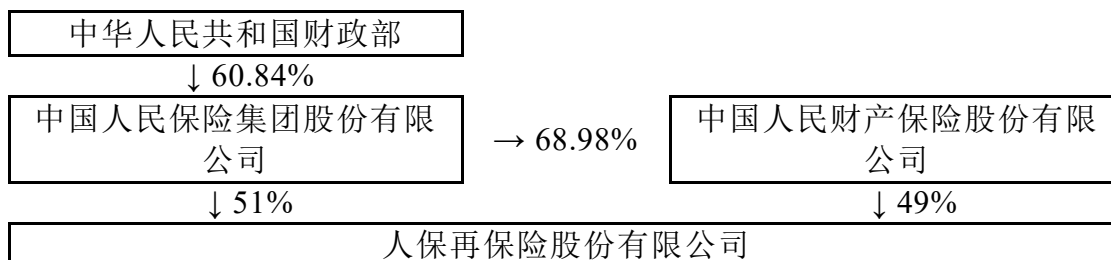 中华人民共和国财政部
↓ 60.84%
中国人民保险集团股份有限
公司
→ 68.98%
中国人民财产保险股份有限
公司
↓ 51%
↓ 49%
人保再保险股份有限公司